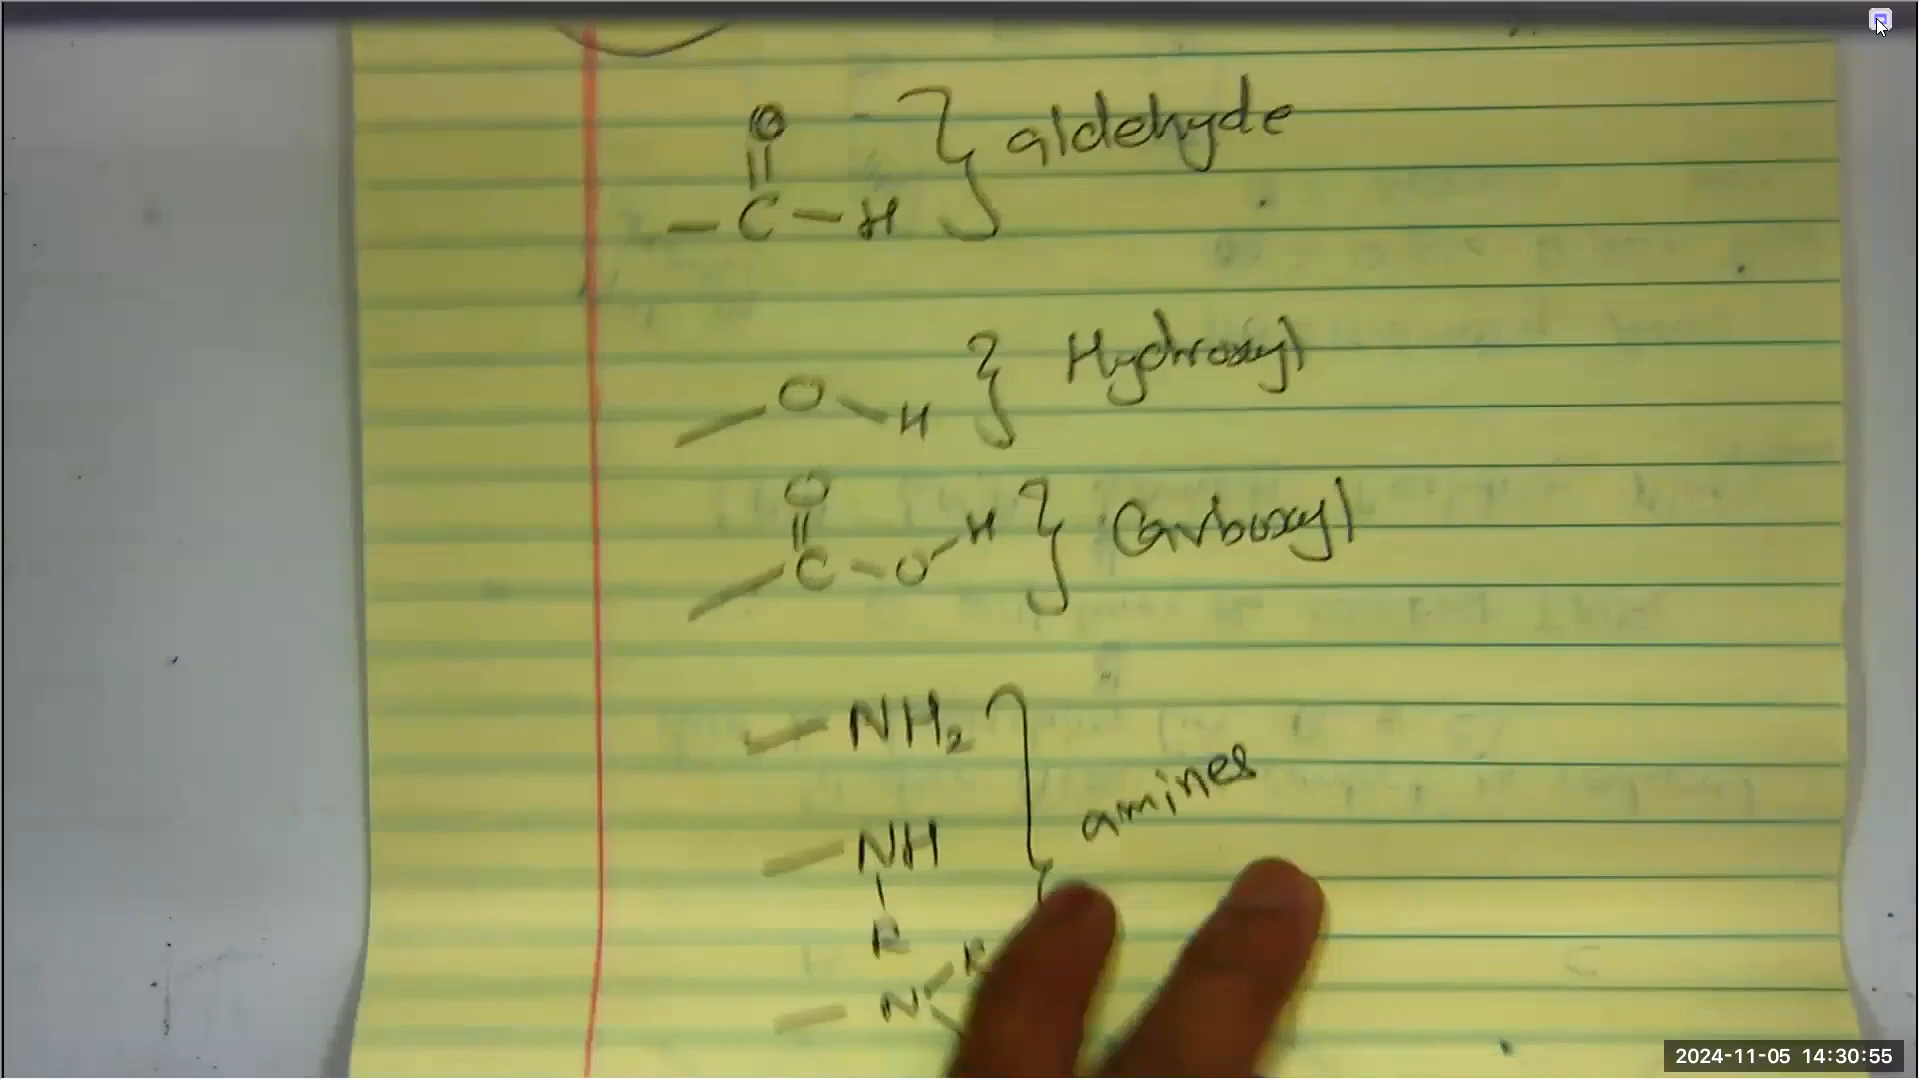 O
||
— C — H } aldehyde
— O — H } Hydroxyl
O
||
— C — O — H } Carboxyl
— NH₂
amines
— NH
|
R
R
— N
2024-11-05 14:30:55